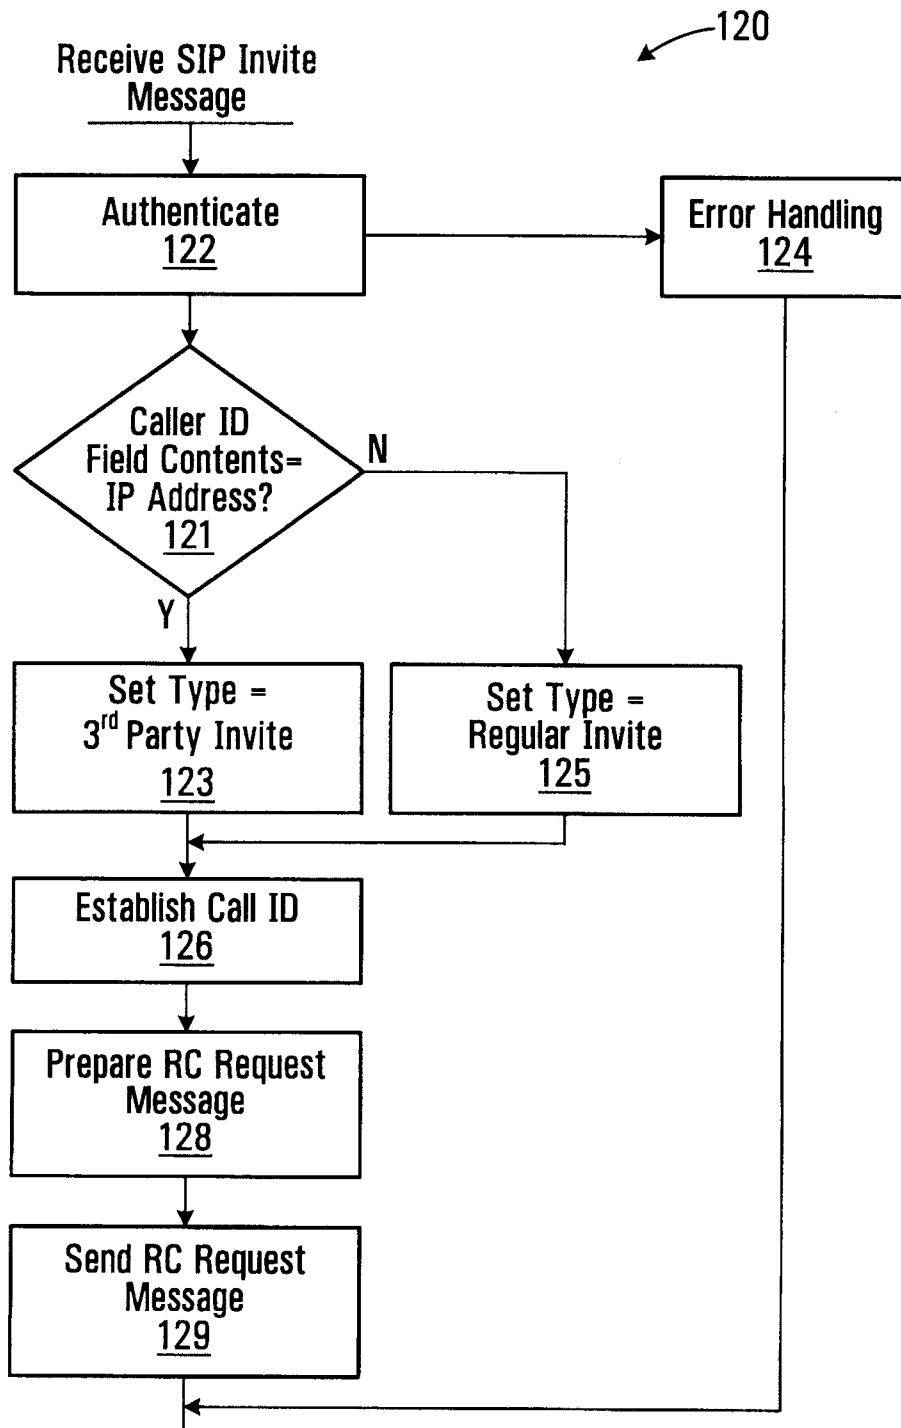 120
Receive SIP Invite
Message
Authenticate
122
Error Handling
124
Caller ID
Field Contents=
IP Address?
121
N
Y
Set Type =
3rd Party Invite
123
Set Type =
Regular Invite
125
Establish Call ID
126
Prepare RC Request
Message
128
Send RC Request
Message
129